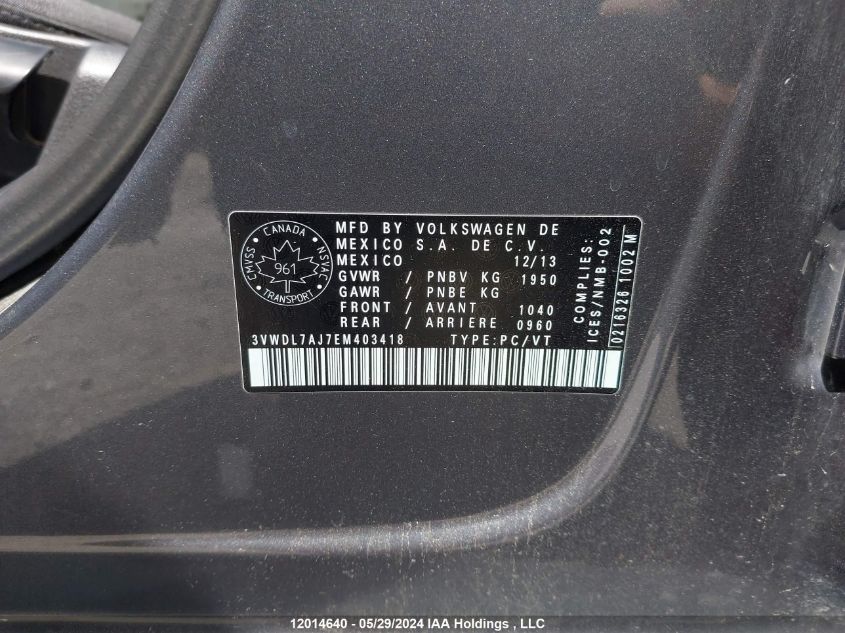 CANADA
CMVSS
NSVAC
961
TRANSPORT
MFD BY VOLKSWAGEN DE
MEXICO S.A. DE C.V.
MEXICO 12/13
GVWR / PNBV KG 1950
GAWR / PNBE KG
FRONT / AVANT 1040
REAR / ARRIERE 0960
3VWDL7AJ7EM403418 TYPE:PC/VT
COMPLIES:
ICES/NMB-002
0216326 1002 M
12014640 - 05/29/2024 IAA Holdings , LLC